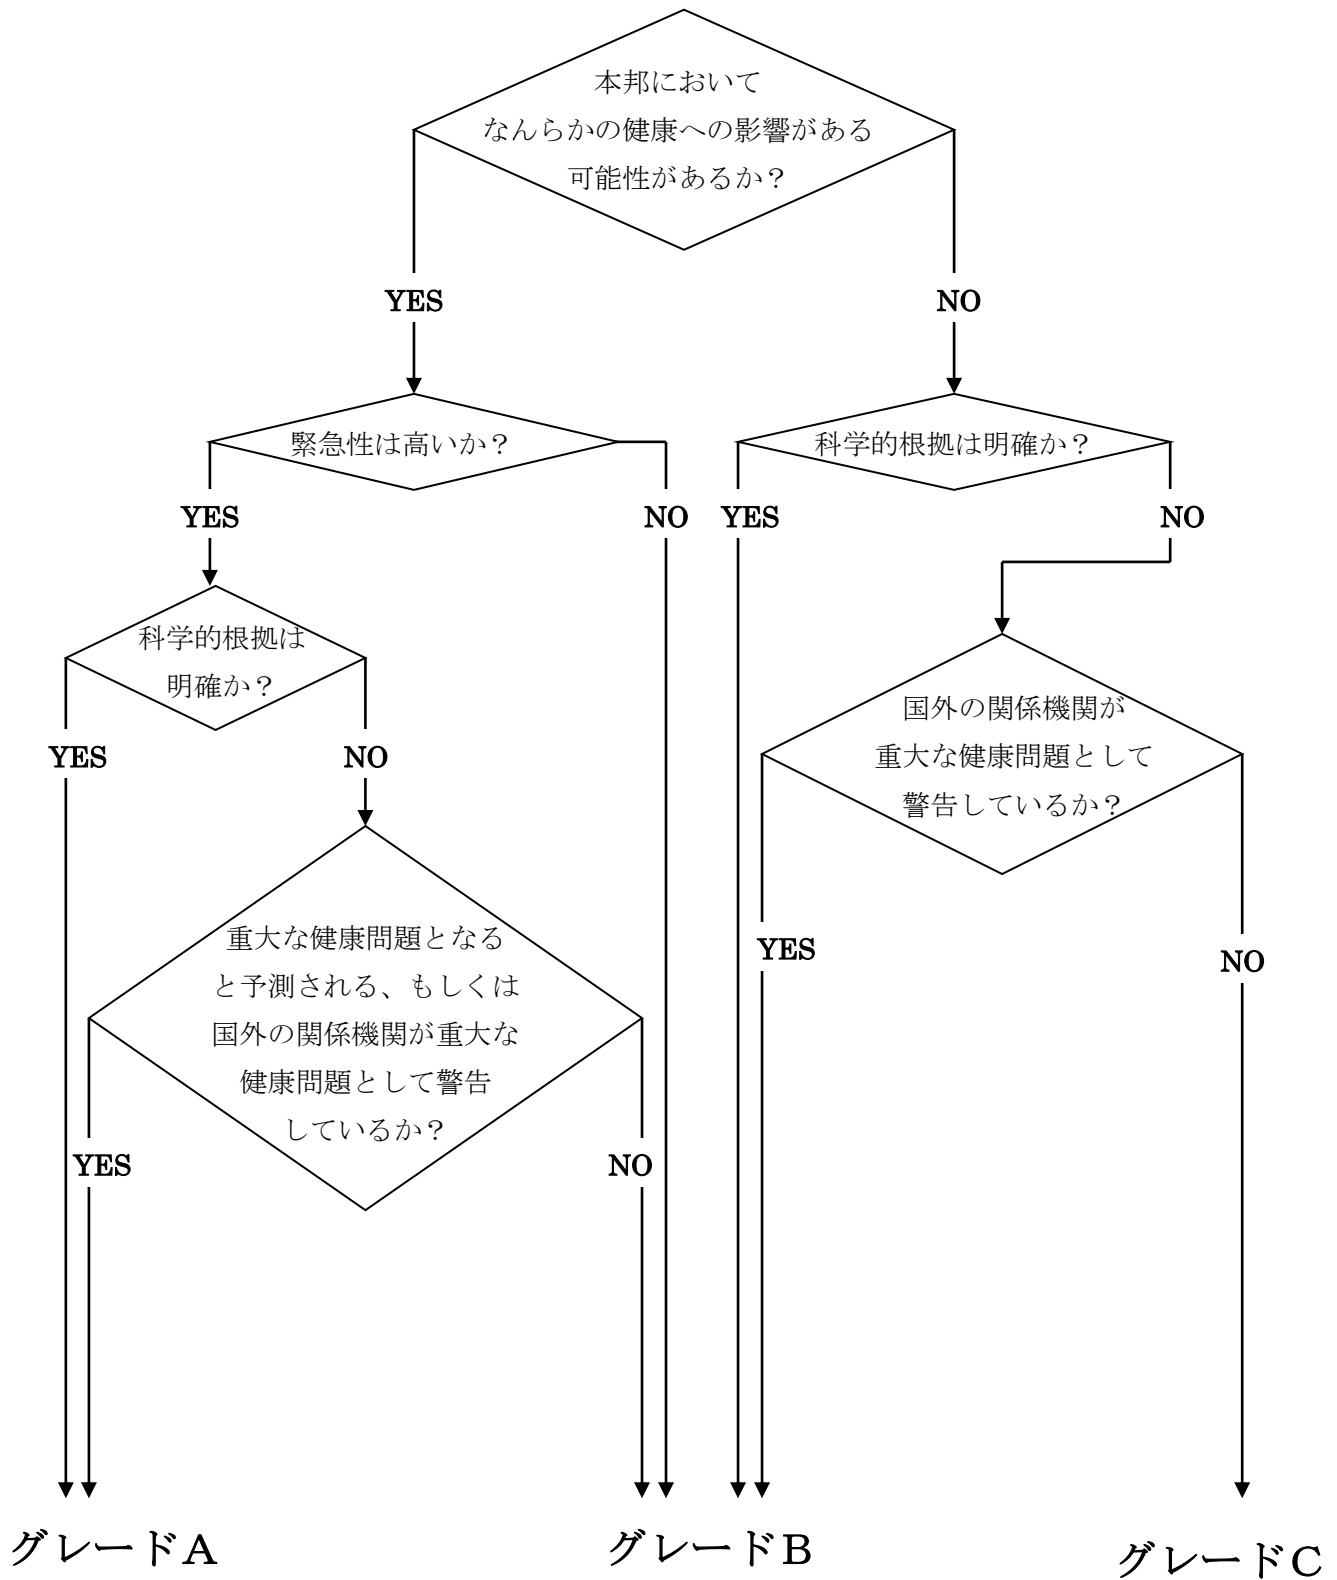 本邦において
なんらかの健康への影響がある
可能性があるか？
YES
NO
緊急性は高いか？
科学的根拠は明確か？
YES
NO
YES
NO
科学的根拠は
明確か？
YES
NO
国外の関係機関が
重大な健康問題として
警告しているか？
重大な健康問題となる
と予測される、もしくは
国外の関係機関が重大な
健康問題として警告
しているか？
YES
NO
YES
NO
グレードA
グレードB
グレードC